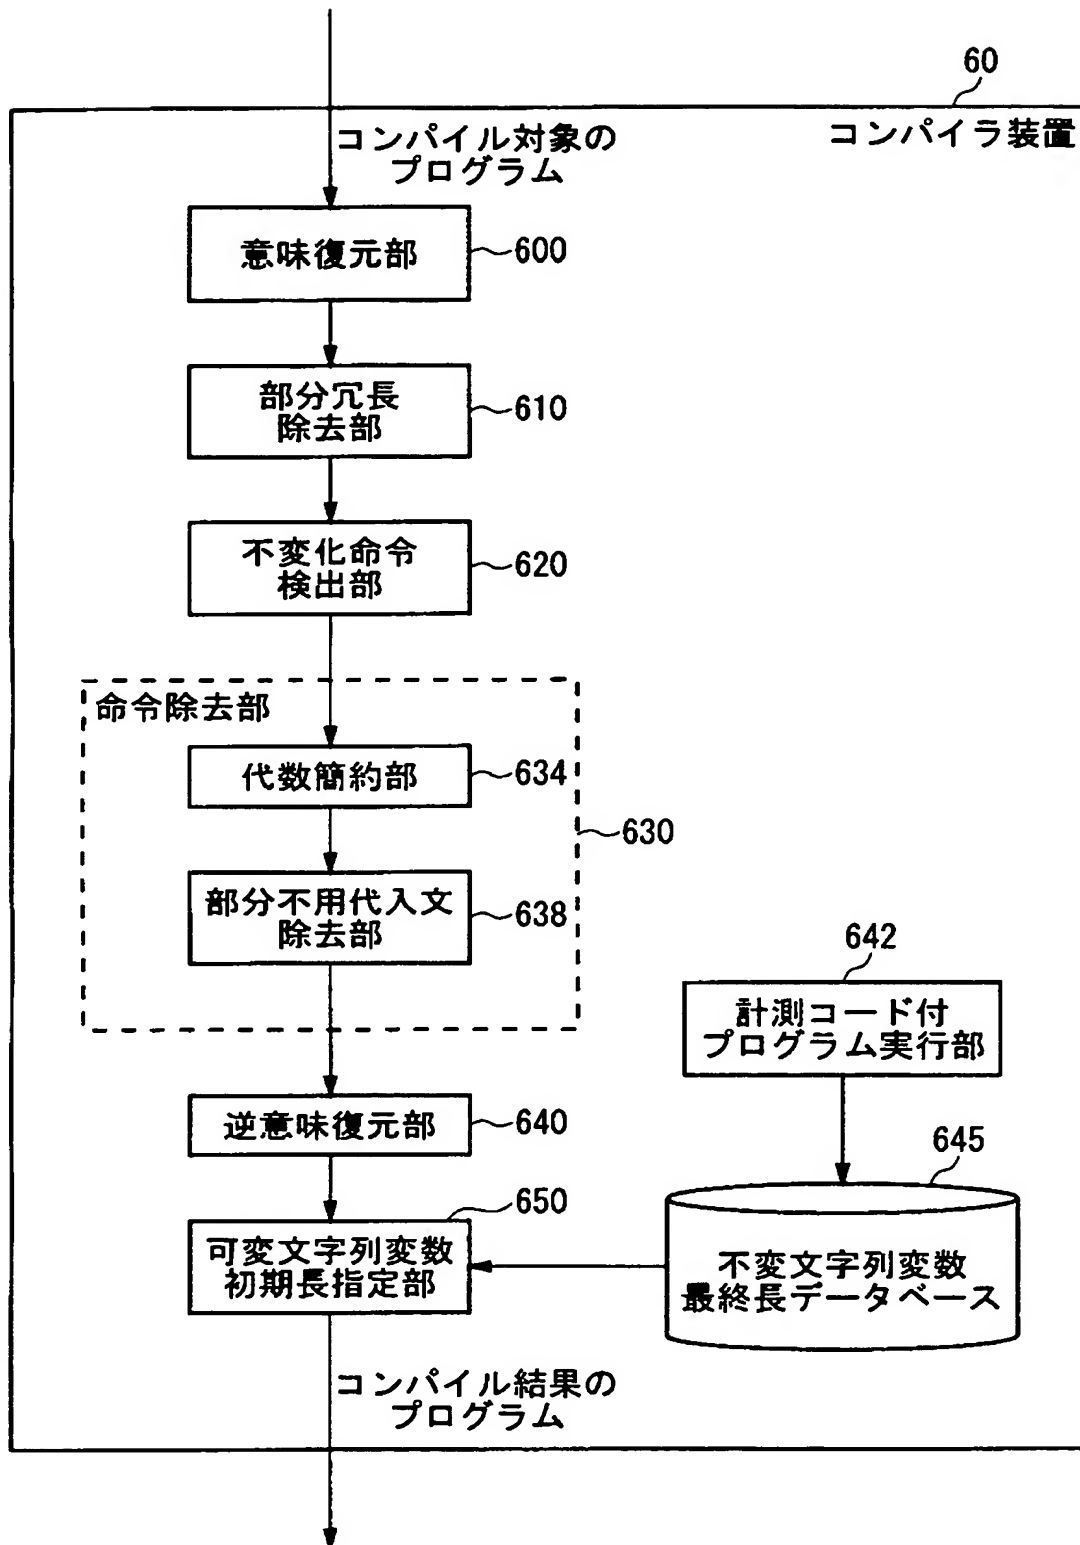 60
コンパイラ装置
コンパイル対象の
プログラム
意味復元部
600
部分冗長
除去部
610
不変化命令
検出部
620
命令除去部
代数簡約部
634
630
部分不用代入文
除去部
638
642
計測コード付
プログラム実行部
逆意味復元部
640
645
650
可変文字列変数
初期長指定部
不変文字列変数
最終長データベース
コンパイル結果の
プログラム